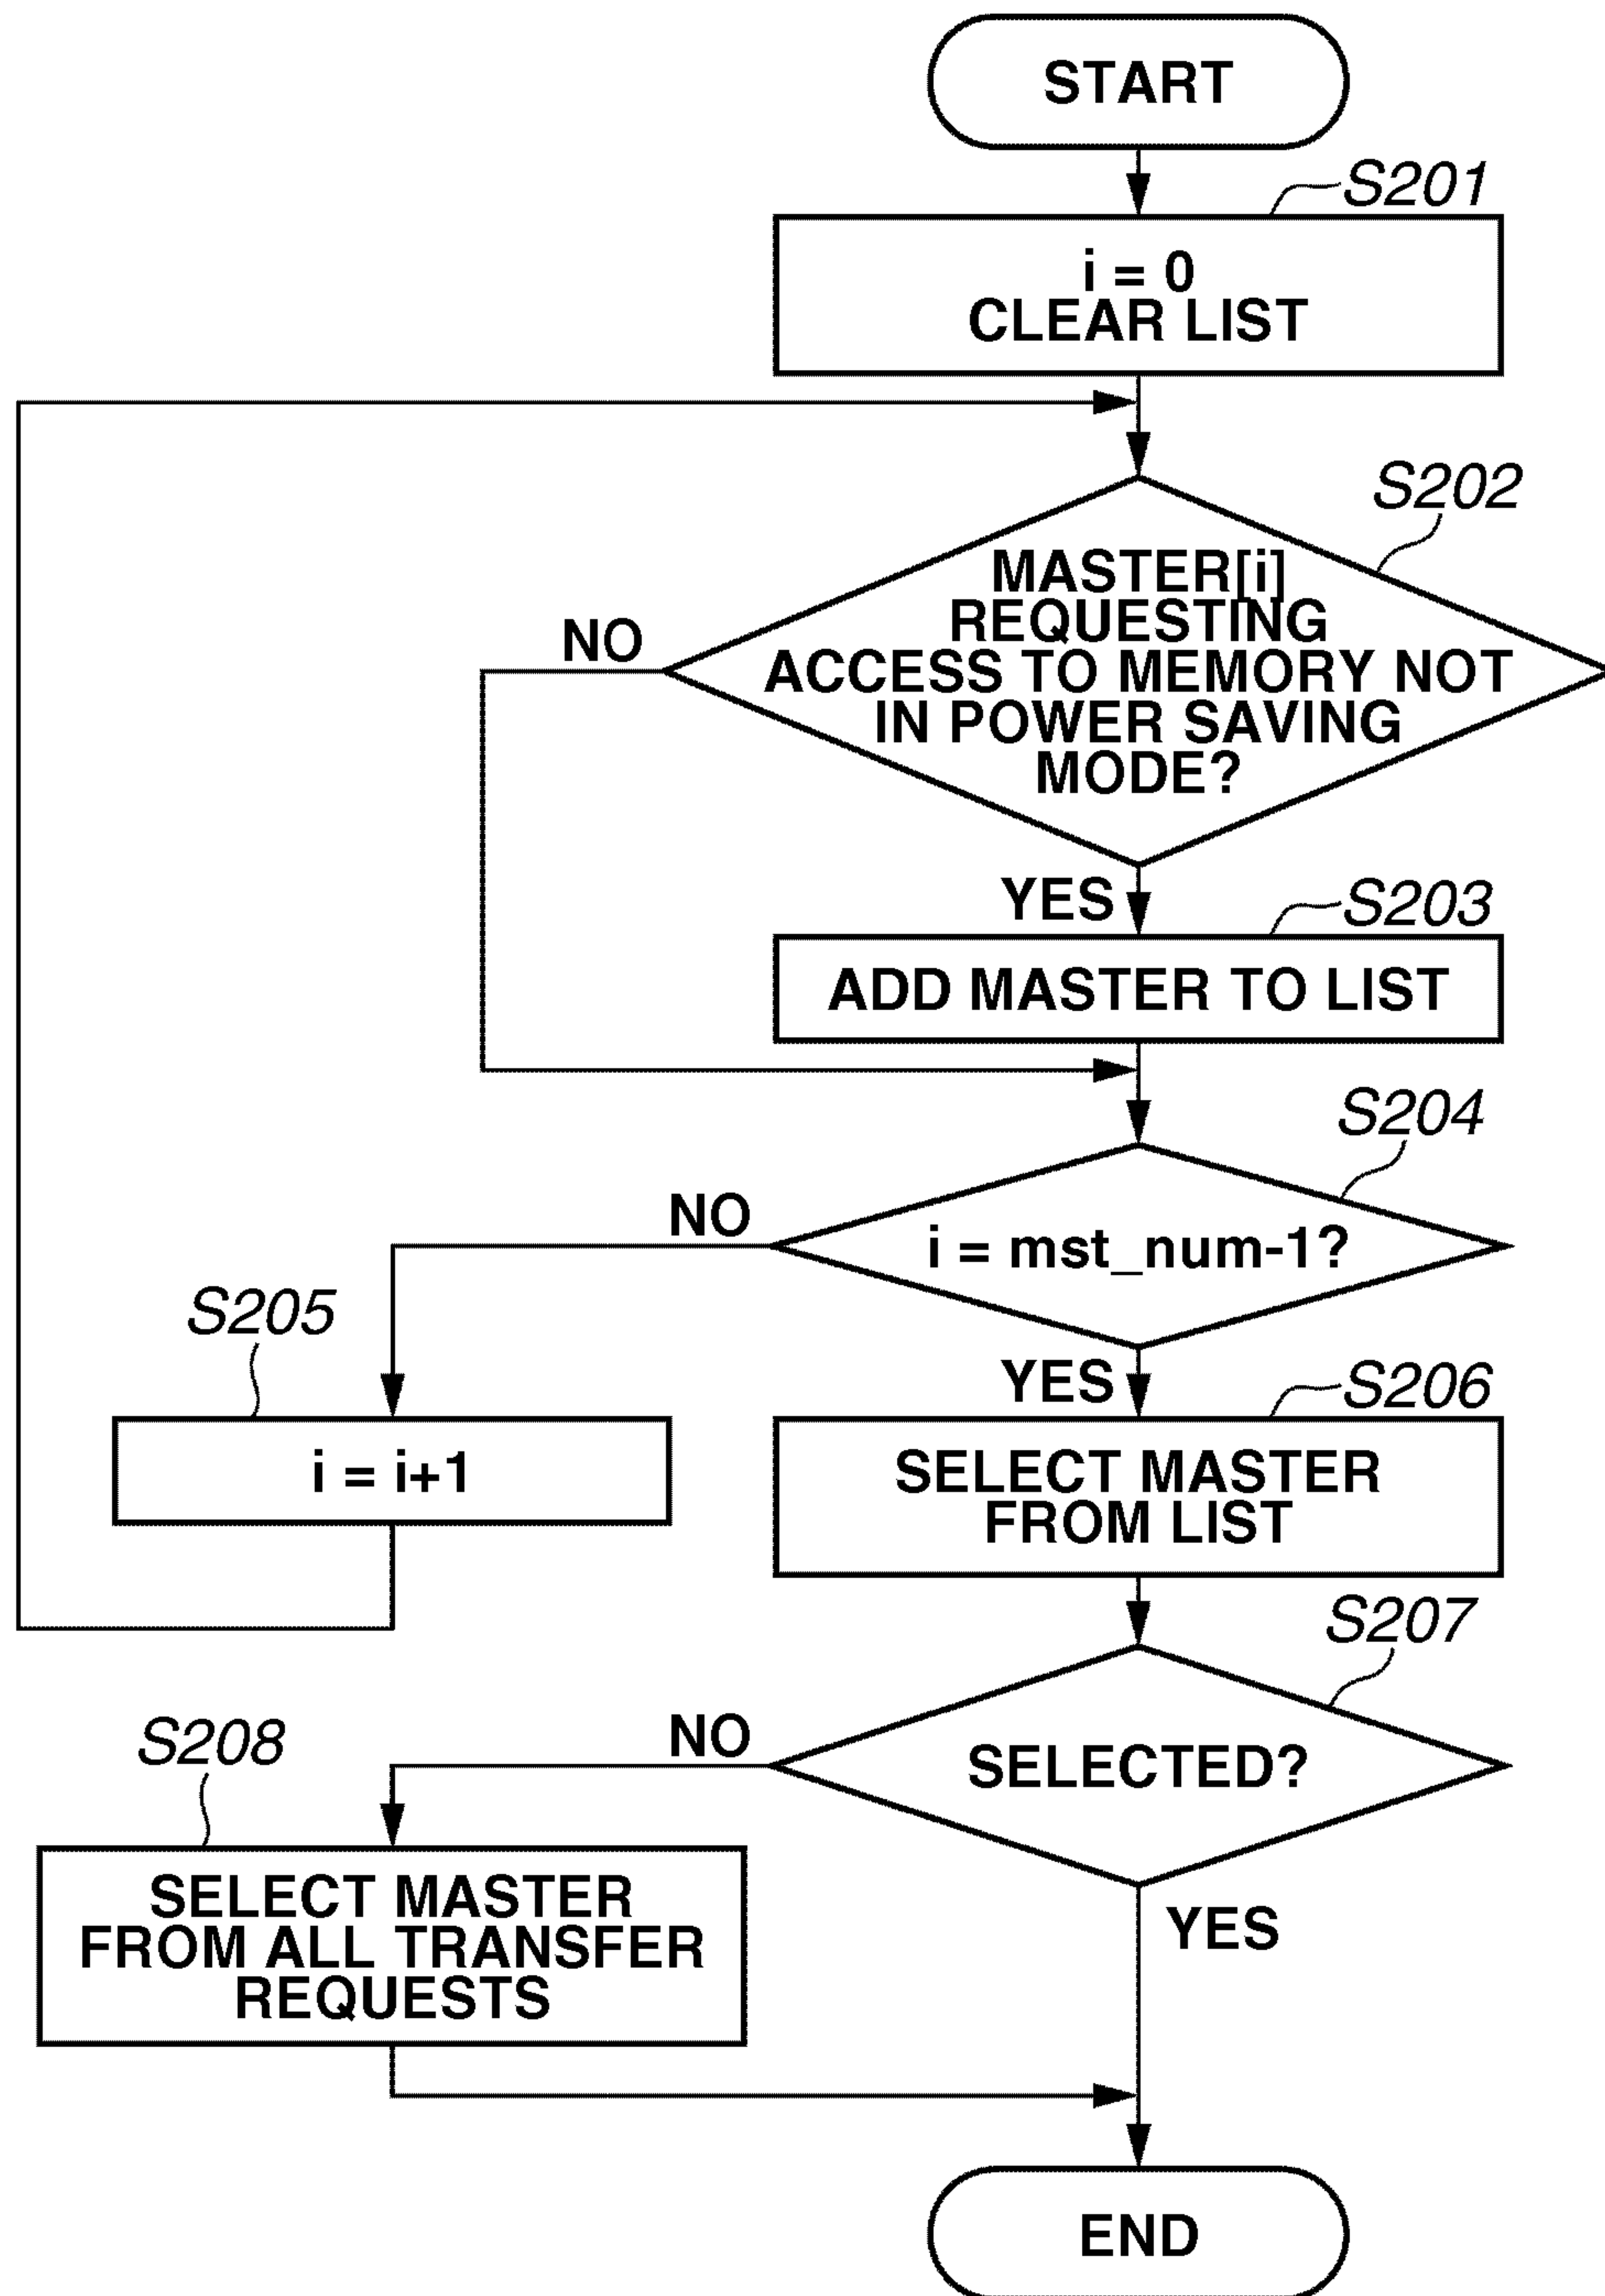 START
S201
i = 0
CLEAR LIST
S202
MASTER[i]
REQUESTING
ACCESS TO MEMORY NOT
IN POWER SAVING
MODE?
NO
YES
S203
ADD MASTER TO LIST
S204
NO
i = mst_num-1?
S205
YES
S206
i = i+1
SELECT MASTER
FROM LIST
S207
S208
NO
SELECTED?
SELECT MASTER
FROM ALL TRANSFER
REQUESTS
YES
END